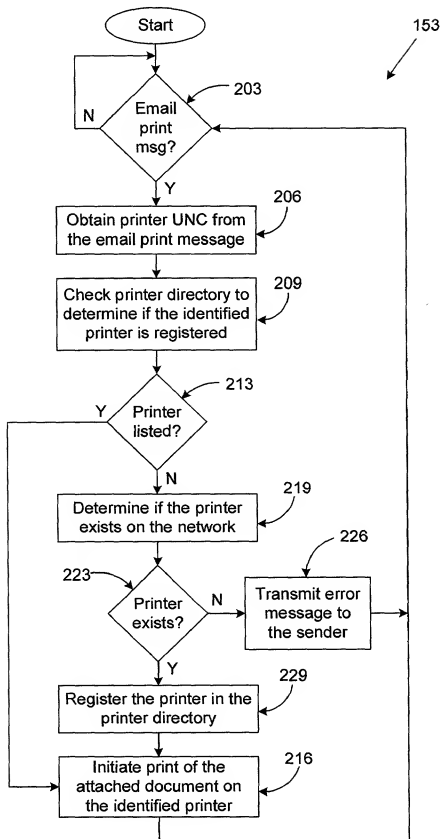 Start
153
203
Email
print
msg?
N
Y
206
Obtain printer UNC from
the email print message
209
Check printer directory to
determine if the identified
printer is registered
213
Y
Printer
listed?
N
219
Determine if the printer
exists on the network
226
223
Printer
exists?
N
Transmit error
message to
the sender
Y
229
Register the printer in the
printer directory
216
Initiate print of the
attached document on
the identified printer